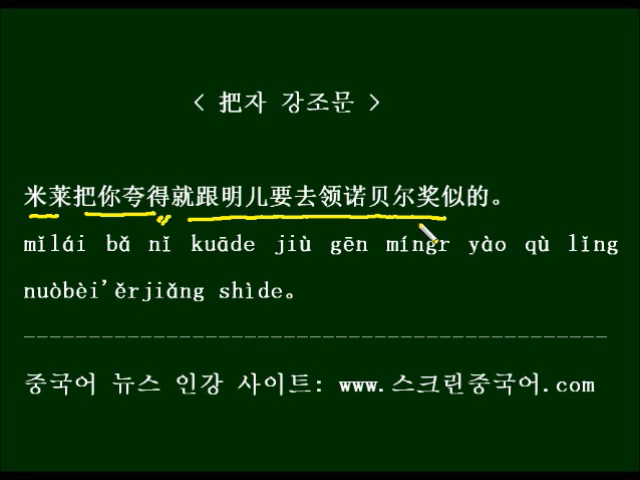 < 把자 강조문 >
米莱把你夸得就跟明儿要去领诺贝尔奖似的。
mǐlái bǎ nǐ kuāde jiù gēn míngr yào qù lǐng
nuòbèi'ěrjiǎng shìde。
중국어 뉴스 인강 사이트: www.스크린중국어.com